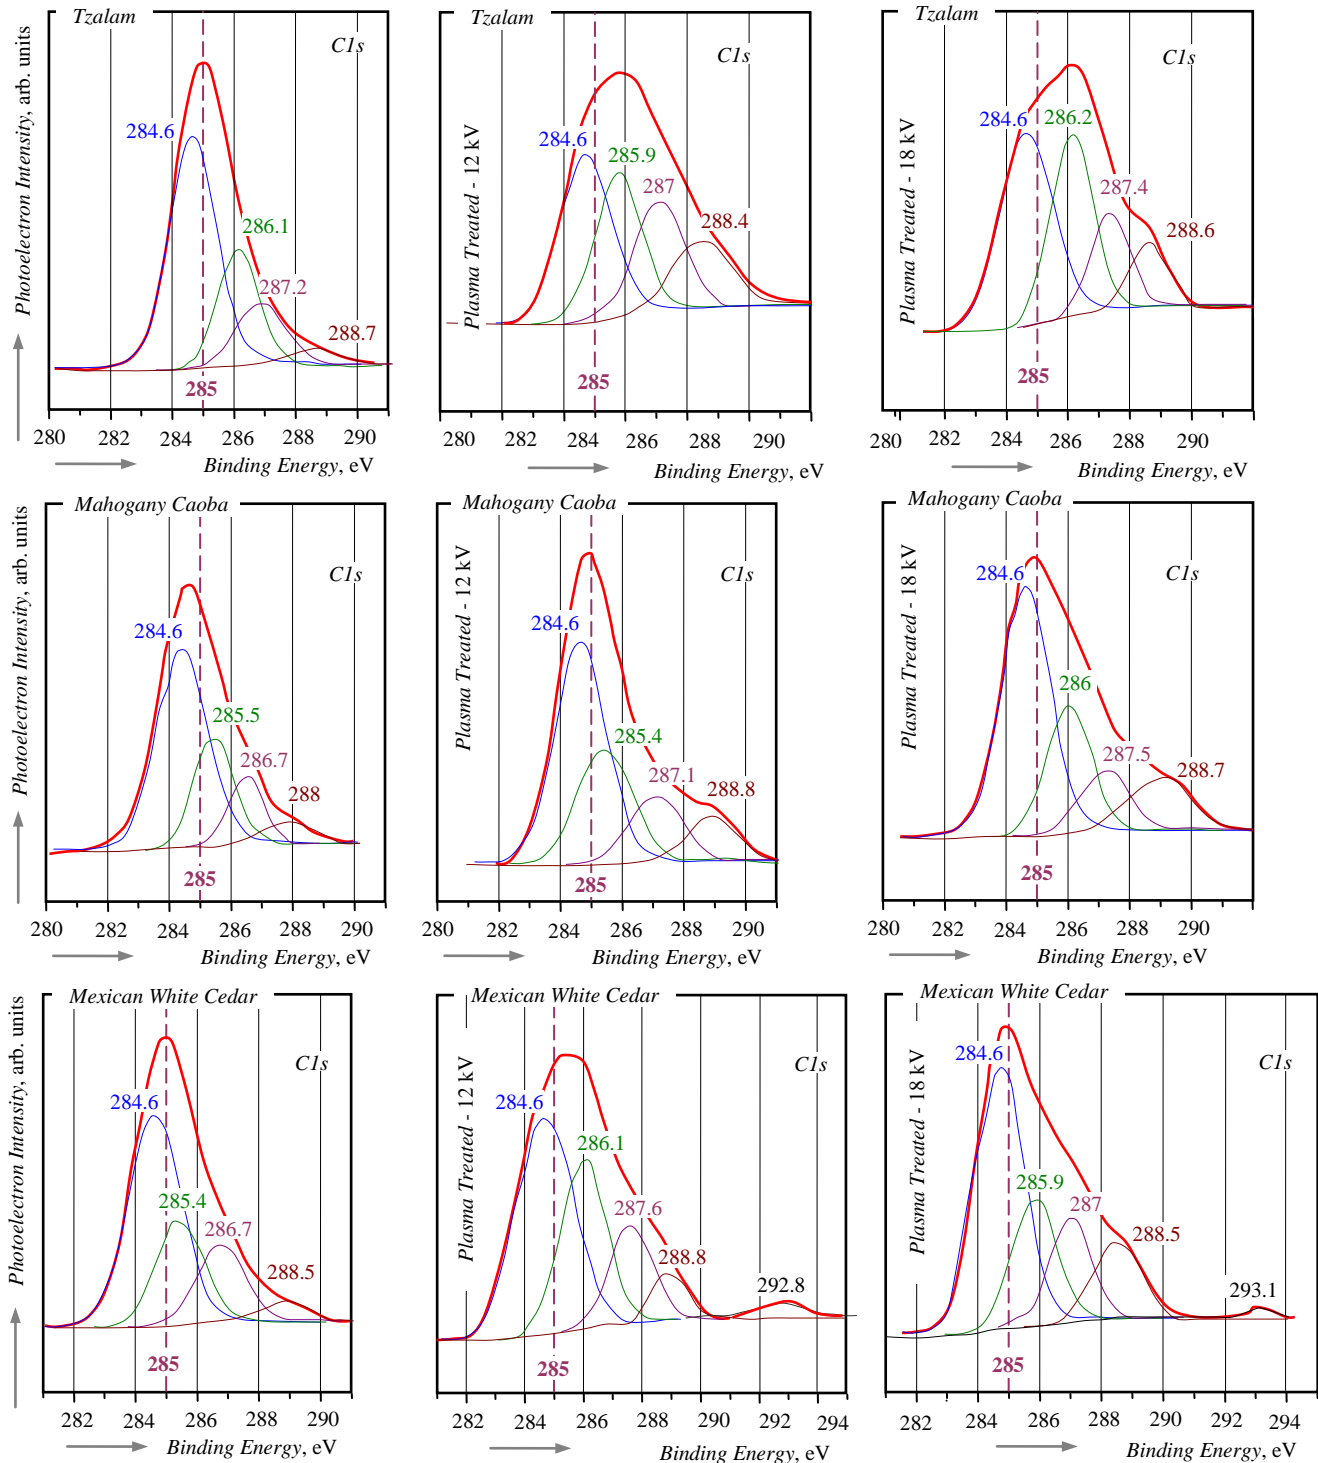 Tzalam
C1s
Photoelectron Intensity, arb. units
284.6
286.1
287.2
288.7
285
280 282 284 286 288 290
Binding Energy, eV
Tzalam
C1s
Plasma Treated - 12 kV
284.6
285.9
287
288.4
285
280 282 284 286 288 290
Binding Energy, eV
Tzalam
C1s
Plasma Treated - 18 kV
284.6
286.2
287.4
288.6
285
280 282 284 286 288 290
Binding Energy, eV
Mahogany Caoba
C1s
Photoelectron Intensity, arb. units
284.6
285.5
286.7
288
285
280 282 284 286 288 290
Binding Energy, eV
Mahogany Caoba
C1s
Plasma Treated - 12 kV
284.6
285.4
287.1
288.8
285
280 282 284 286 288 290
Binding Energy, eV
Mahogany Caoba
C1s
Plasma Treated - 18 kV
284.6
286
287.5
288.7
285
280 282 284 286 288 290
Binding Energy, eV
Mexican White Cedar
C1s
Photoelectron Intensity, arb. units
284.6
285.4
286.7
288.5
285
282 284 286 288 290
Binding Energy, eV
Mexican White Cedar
C1s
Plasma Treated - 12 kV
284.6
286.1
287.6
288.8
292.8
285
282 284 286 288 290 292 294
Binding Energy, eV
Mexican White Cedar
C1s
Plasma Treated - 18 kV
284.6
285.9
287
288.5
293.1
285
282 284 286 288 290 292 294
Binding Energy, eV